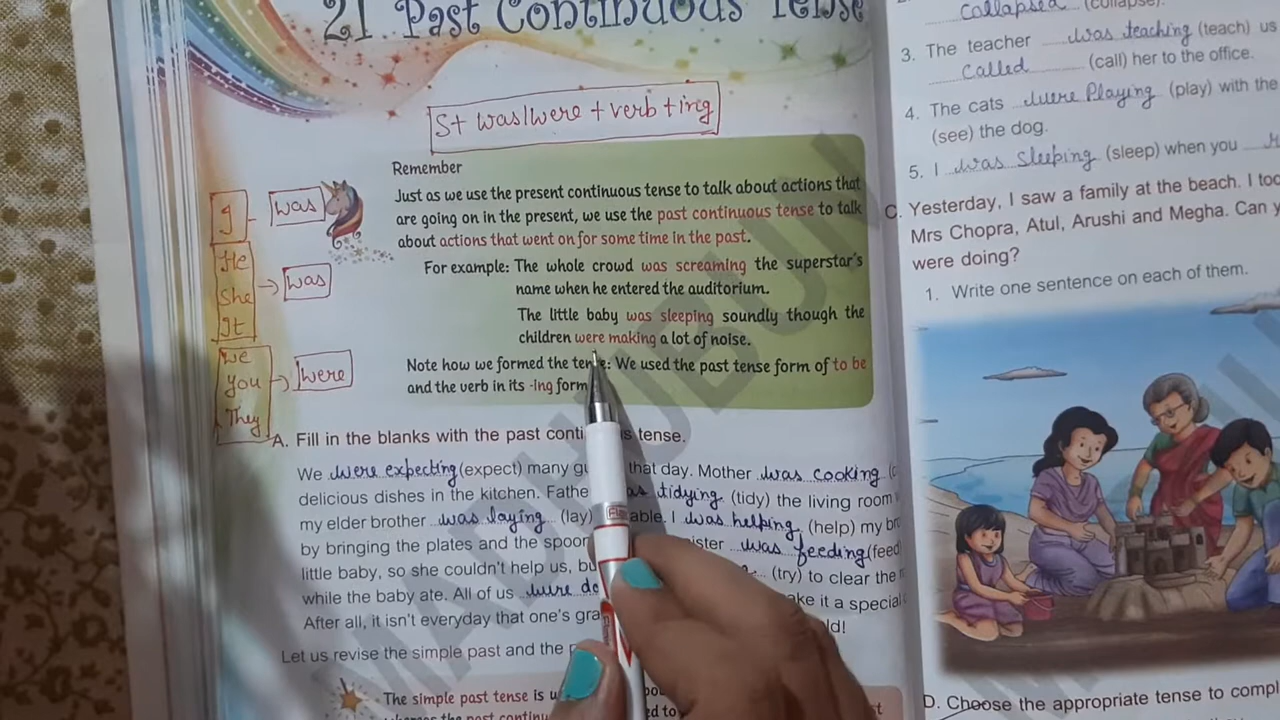 21. Past Continuous Tense
S+ was/were + verb + ing
Remember
Just as we use the present continuous tense to talk about actions that
are going on in the present, we use the past continuous tense to talk
about actions that went on for some time in the past.
For example: The whole crowd was screaming the superstar's
name when he entered the auditorium.
The little baby was sleeping soundly though the
children were making a lot of noise.
Note how we formed the tense: We used the past tense form of to be
and the verb in its -ing form
I
was
He
She
It
was
We
You
They
were
A. Fill in the blanks with the past conti s tense.
We were expecting (expect) many gu that day. Mother was cooking (c
delicious dishes in the kitchen. Fathe as tidying (tidy) the living room
my elder brother was laying (lay) able. I was helping (help) my bro
by bringing the plates and the spoon ister was feeding (feed
little baby, so she couldn't help us, bu (try) to clear the
while the baby ate. All of us were do ake it a special
After all, it isn't everyday that one's gra ld!
Let us revise the simple past and the
The simple past tense is u
the past continu ed to
collapsed (collapse).
3. The teacher was teaching (teach) us
called (call) her to the office.
4. The cats were Playing (play) with the
(see) the dog.
5. I was sleeping (sleep) when you
C. Yesterday, I saw a family at the beach. I too
Mrs Chopra, Atul, Arushi and Megha. Can y
were doing?
1. Write one sentence on each of them.
D. Choose the appropriate tense to compl
MADHUBUN